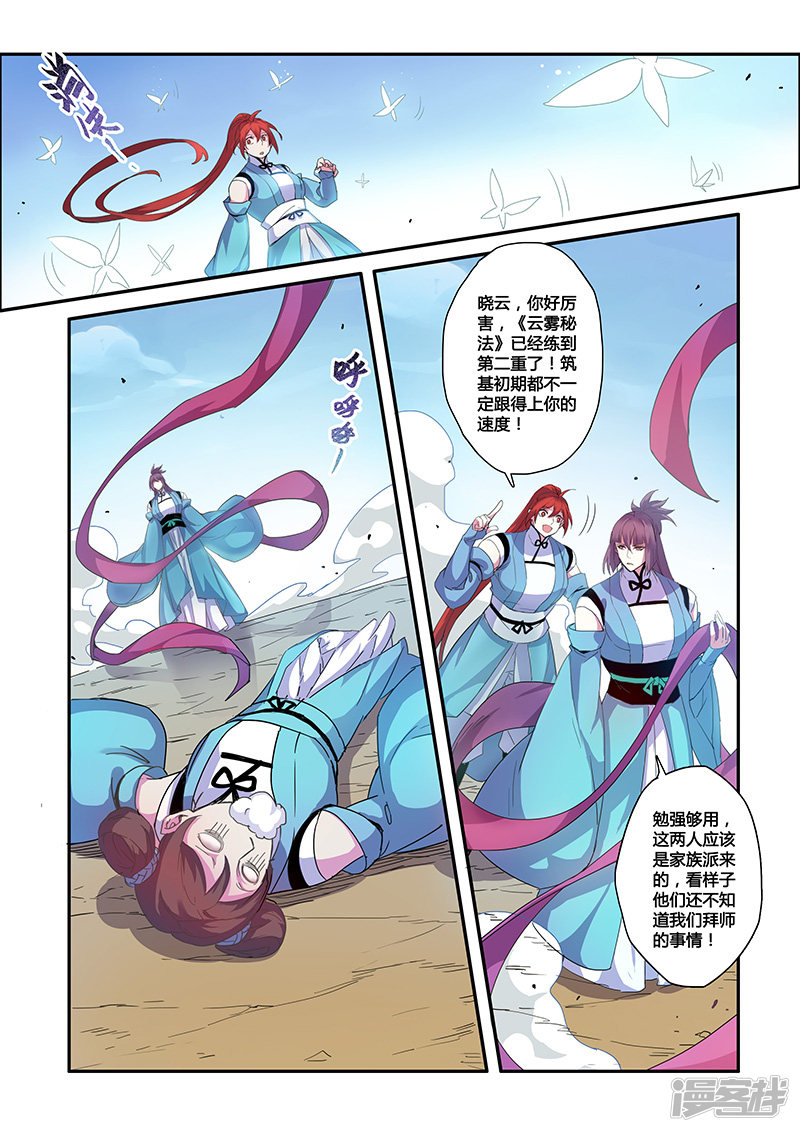 消失！
呼呼呼！
晓云，你好厉
害，《云雾秘
法》已经练到
第二重了！筑
基初期都不一
定跟得上你的
速度！
勉强够用，
这两人应该
是家族派来
的，看样子
他们还不知
道我们拜师
的事情！
漫客栈